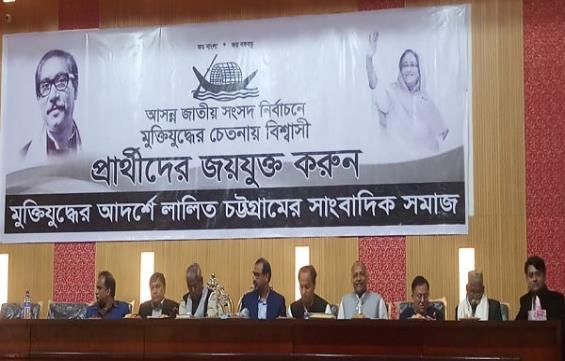 জয় বাংলা * জয় বঙ্গবন্ধু
আসন্ন জাতীয় সংসদ নির্বাচনে
মুক্তিযুদ্ধের চেতনায় বিশ্বাসী
প্রার্থীদের জয়যুক্ত করুন
মুক্তিযুদ্ধের আদর্শে লালিত চট্টগ্রামের সাংবাদিক সমাজ